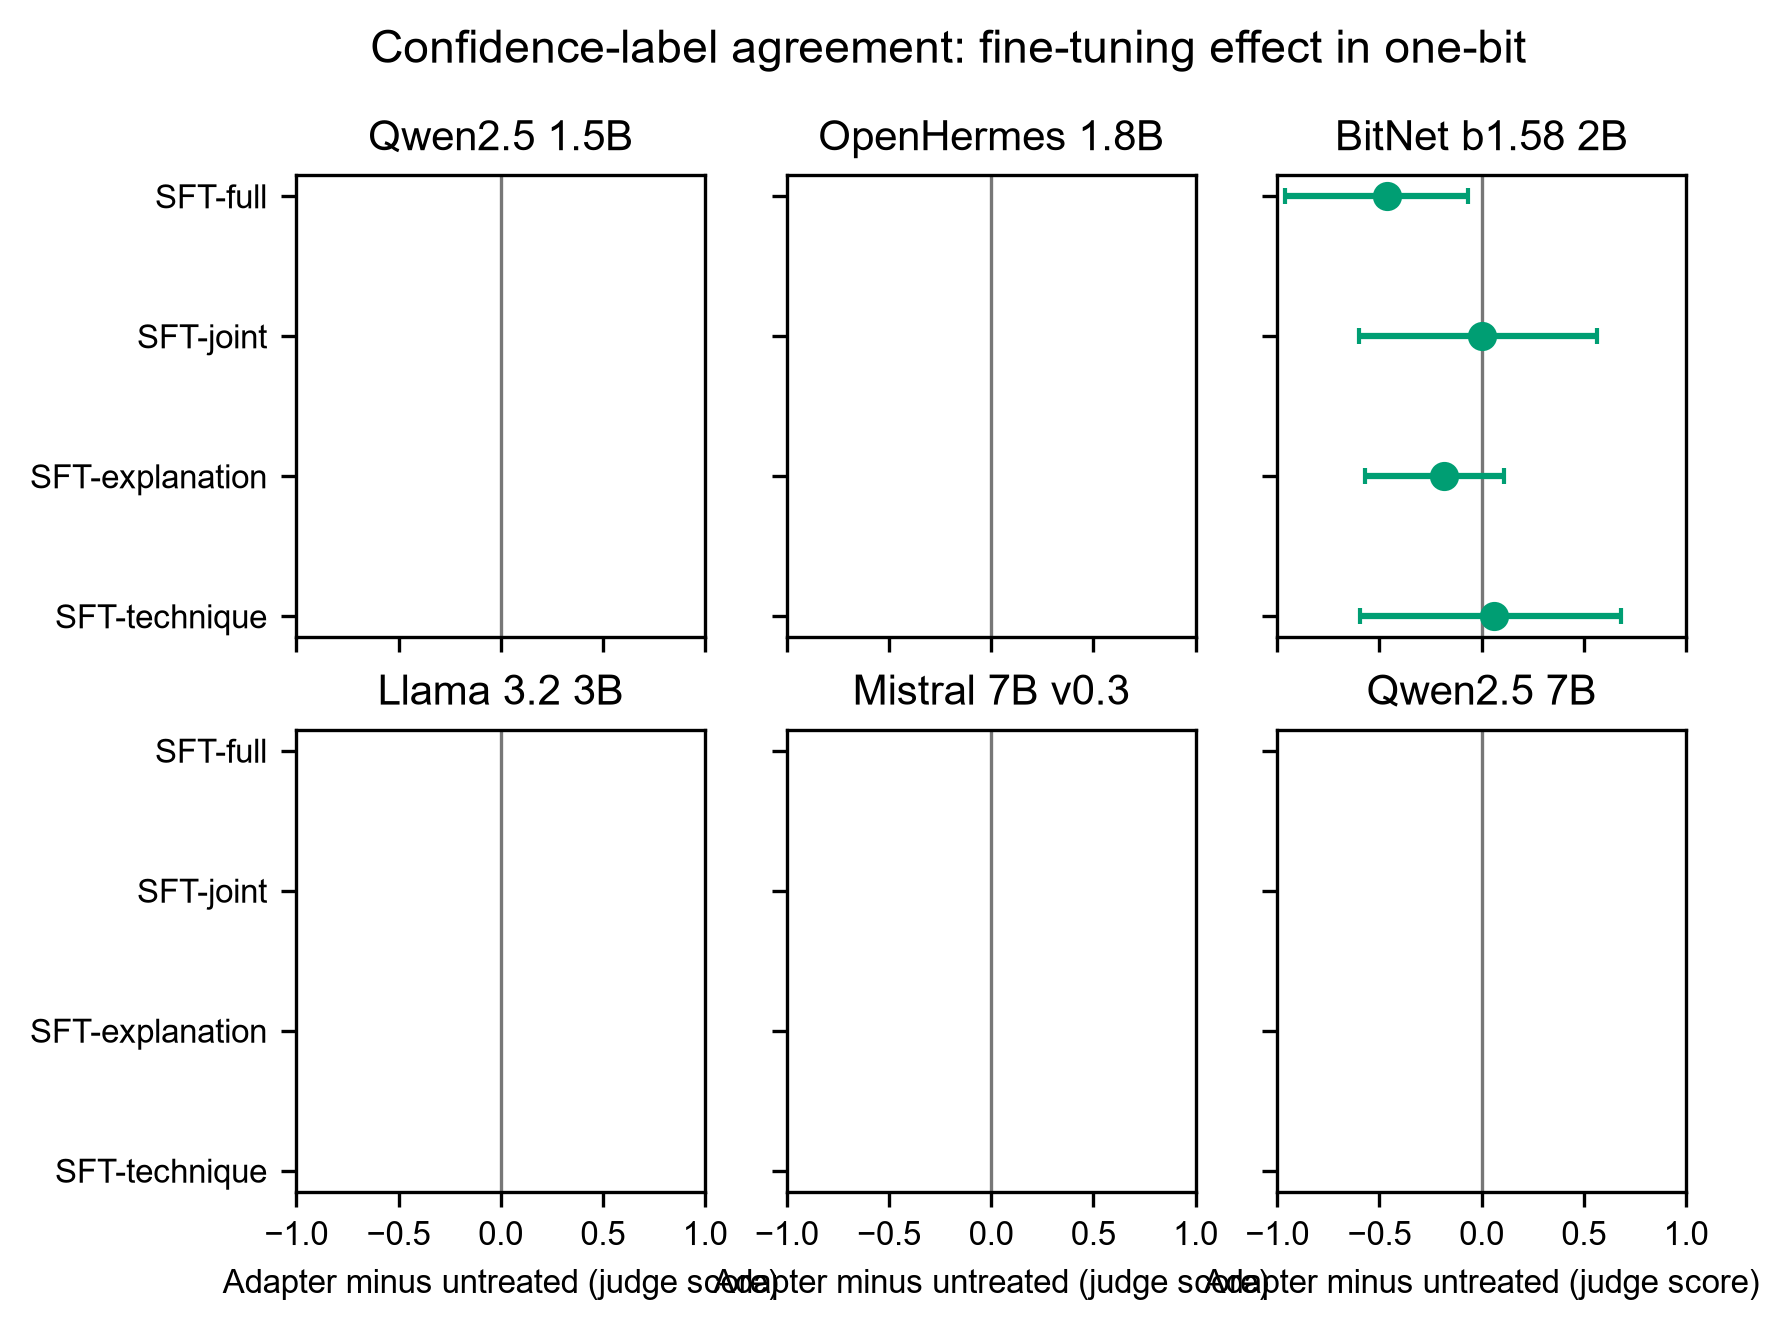 Confidence-label agreement: fine-tuning effect in one-bit
Qwen2.5 1.5B
OpenHermes 1.8B
BitNet b1.58 2B
SFT-full
SFT-joint
SFT-explanation
SFT-technique
Llama 3.2 3B
Mistral 7B v0.3
Qwen2.5 7B
SFT-full
SFT-joint
SFT-explanation
SFT-technique
−1.0 −0.5 0.0 0.5 1.0
−1.0 −0.5 0.0 0.5 1.0
−1.0 −0.5 0.0 0.5 1.0
Adapter minus untreated (judge score)
Adapter minus untreated (judge score)
Adapter minus untreated (judge score)